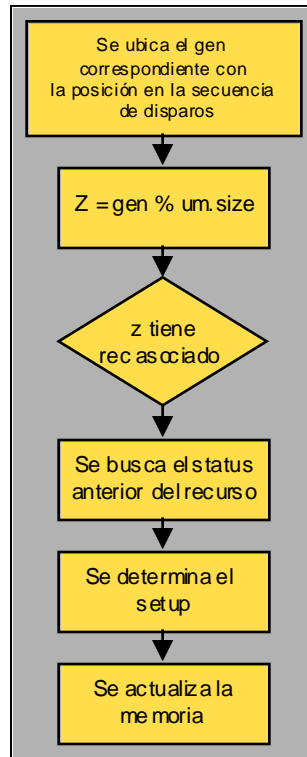 Se ubica el gen
correspondiente con
la posición en la secuencia
de disparos
Z = gen % um.size
z tiene
rec asociado
Se busca el status
anterior del recurso
Se determina el
setup
Se actualiza la
memoria